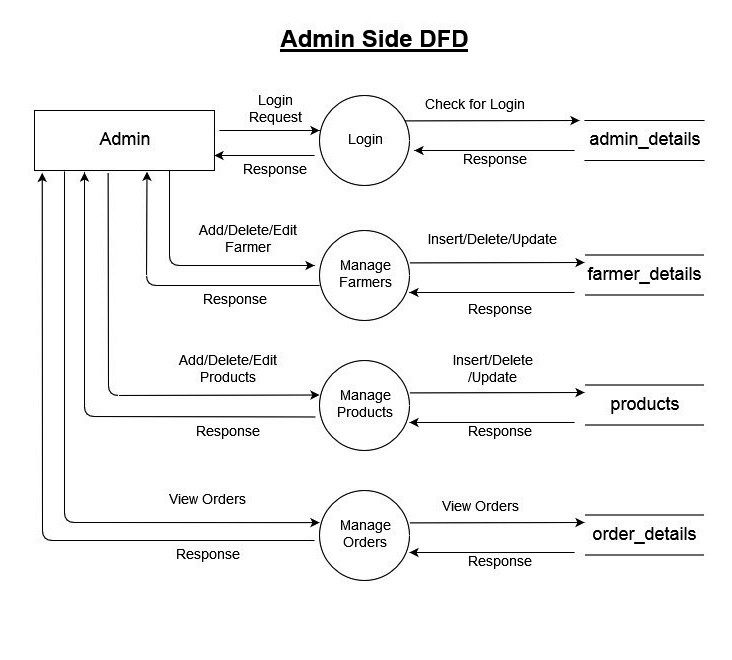 Admin Side DFD
Login
Request
Check for Login
Admin
Login
admin_details
Response
Response
Add/Delete/Edit
Farmer
Insert/Delete/Update
Manage
Farmers
farmer_details
Response
Response
Add/Delete/Edit
Products
Insert/Delete
/Update
Manage
Products
products
Response
Response
View Orders
View Orders
Manage
Orders
order_details
Response
Response